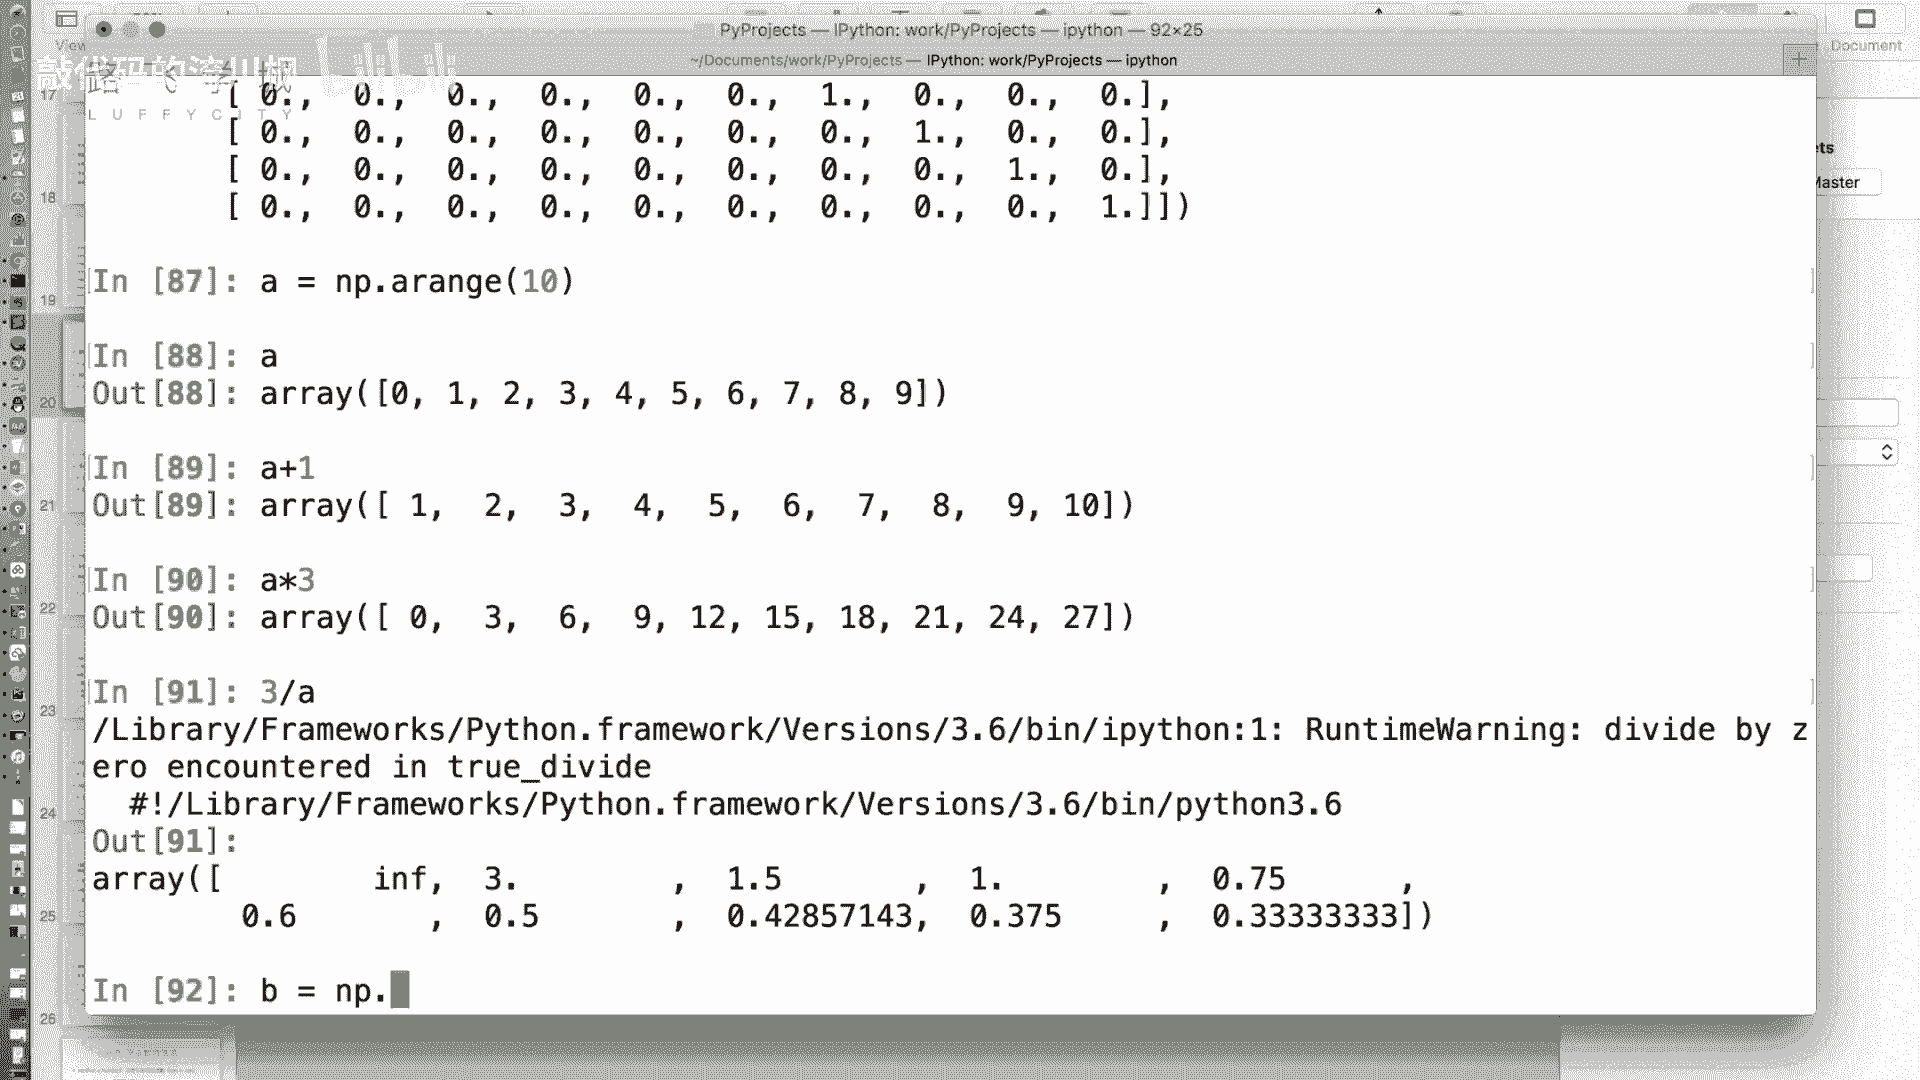 PyProjects — IPython: work/PyProjects — ipython — 92×25
~/Documents/work/PyProjects — IPython: work/PyProjects — ipython
Document
敲代码的
LUFFYCITY
bilibili
[ 0., 0., 0., 0., 0., 0., 1., 0., 0., 0.],
[ 0., 0., 0., 0., 0., 0., 0., 1., 0., 0.],
[ 0., 0., 0., 0., 0., 0., 0., 0., 1., 0.],
[ 0., 0., 0., 0., 0., 0., 0., 0., 0., 1.]])
In [87]: a = np.arange(10)
In [88]: a
Out[88]: array([0, 1, 2, 3, 4, 5, 6, 7, 8, 9])
In [89]: a+1
Out[89]: array([ 1, 2, 3, 4, 5, 6, 7, 8, 9, 10])
In [90]: a*3
Out[90]: array([ 0, 3, 6, 9, 12, 15, 18, 21, 24, 27])
In [91]: 3/a
/Library/Frameworks/Python.framework/Versions/3.6/bin/ipython:1: RuntimeWarning: divide by z
ero encountered in true_divide
#!/Library/Frameworks/Python.framework/Versions/3.6/bin/python3.6
Out[91]:
array([ inf, 3. , 1.5 , 1. , 0.75 ,
0.6 , 0.5 , 0.42857143, 0.375 , 0.33333333])
In [92]: b = np.
17
18
19
20
21
22
23
24
25
26